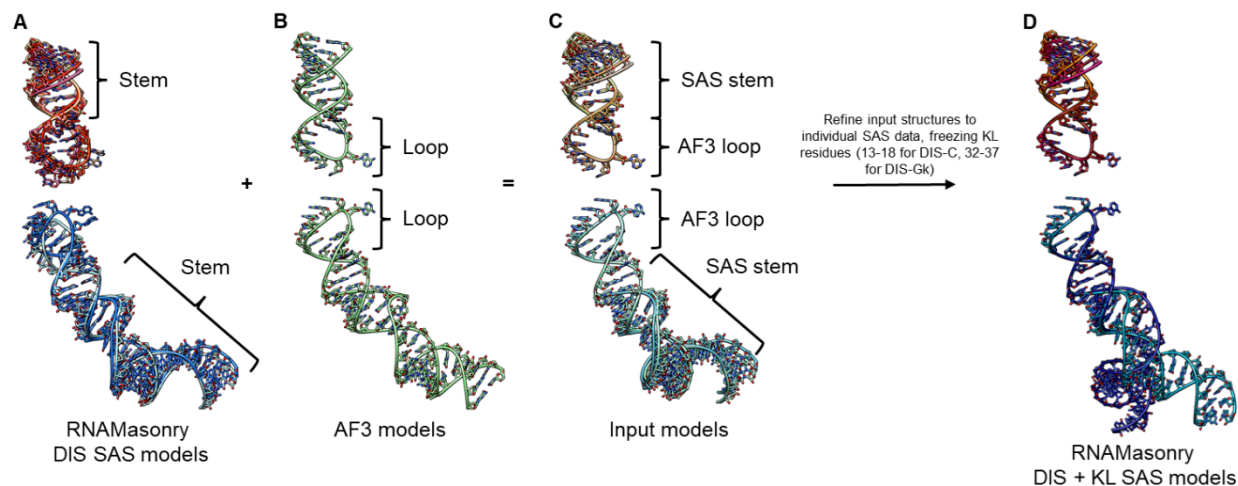 A
B
C
D
Stem
Loop
SAS stem
AF3 loop
+
=
Refine input structures to
individual SAS data, freezing KL
residues (13-18 for DIS-C, 32-37
for DIS-Gk)
Stem
Loop
AF3 loop
SAS stem
RNAMasonry
DIS SAS models
AF3 models
Input models
RNAMasonry
DIS + KL SAS models